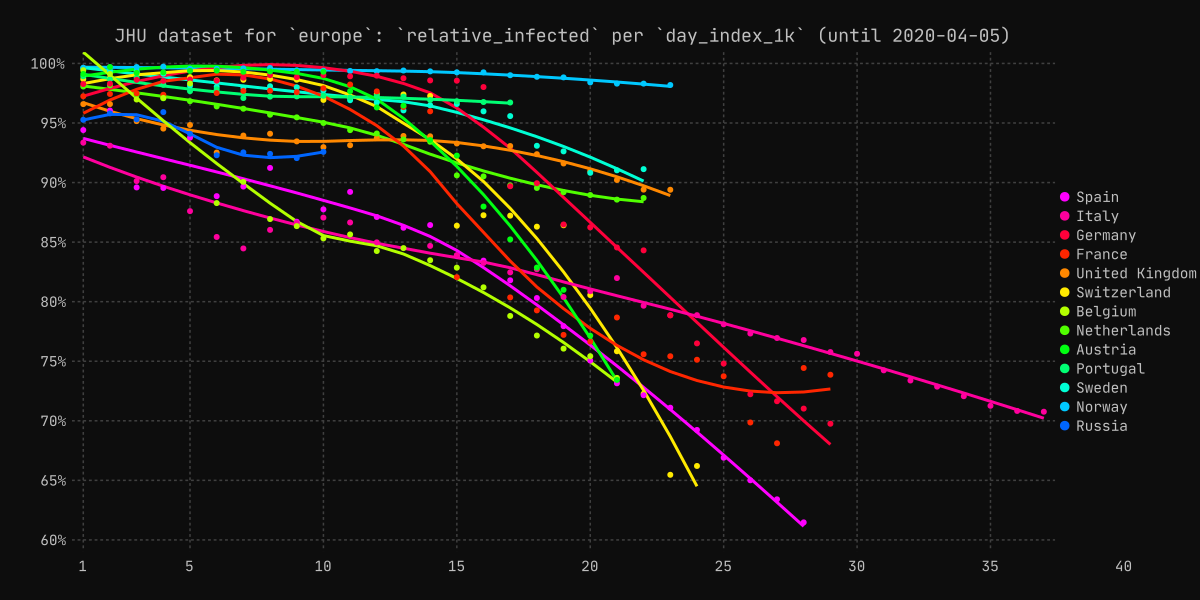 JHU dataset for `europe`: `relative_infected` per `day_index_1k` (until 2020-04-05)
100%
95%
90%
85%
80%
75%
70%
65%
60%
1 5 10 15 20 25 30 35 40
Spain
Italy
Germany
France
United Kingdom
Switzerland
Belgium
Netherlands
Austria
Portugal
Sweden
Norway
Russia